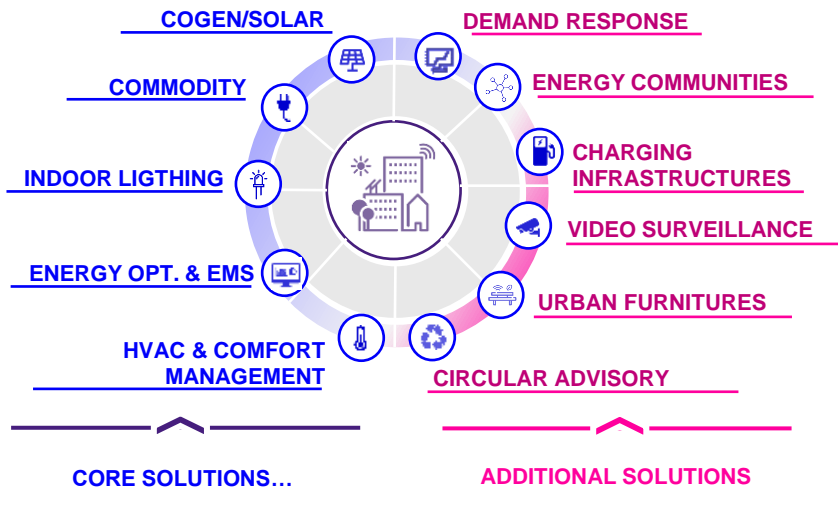 COGEN/SOLAR
COMMODITY
INDOOR LIGTHING
ENERGY OPT. & EMS
HVAC & COMFORT
MANAGEMENT
DEMAND RESPONSE
ENERGY COMMUNITIES
CHARGING
INFRASTRUCTURES
VIDEO SURVEILLANCE
URBAN FURNITURES
CIRCULAR ADVISORY
CORE SOLUTIONS…
ADDITIONAL SOLUTIONS